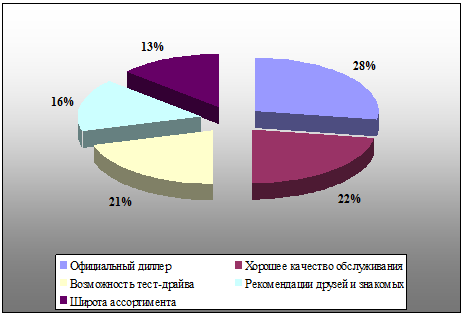 13%
28%
16%
21%
22%
Официальный диллер
Хорошее качество обслуживания
Возможность тест-драйва
Рекомендации друзей и знакомых
Широта ассортимента